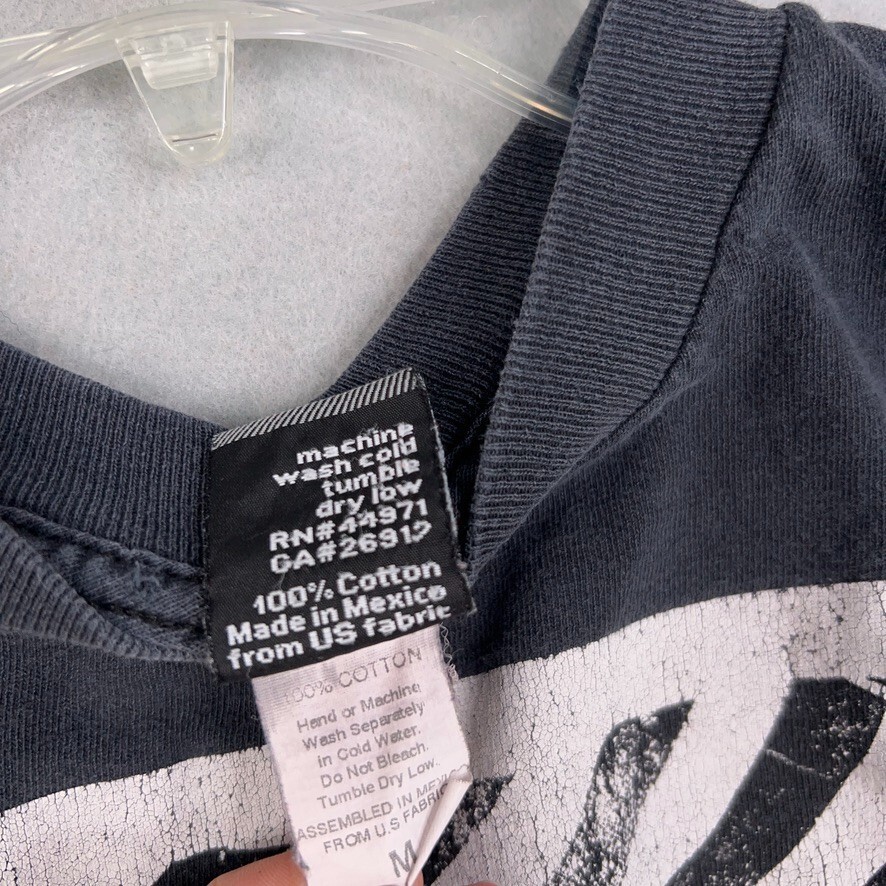 machine
wash cold
tumble
dry low
RN#44971
CA#26912
100% Cotton
Made in Mexico
from US fabric
100% COTTON
Hand or Machine
Wash Separately
in Cold Water.
Do Not Bleach.
Tumble Dry Low.
ASSEMBLED IN MEXICO
FROM U.S FABRIC
M